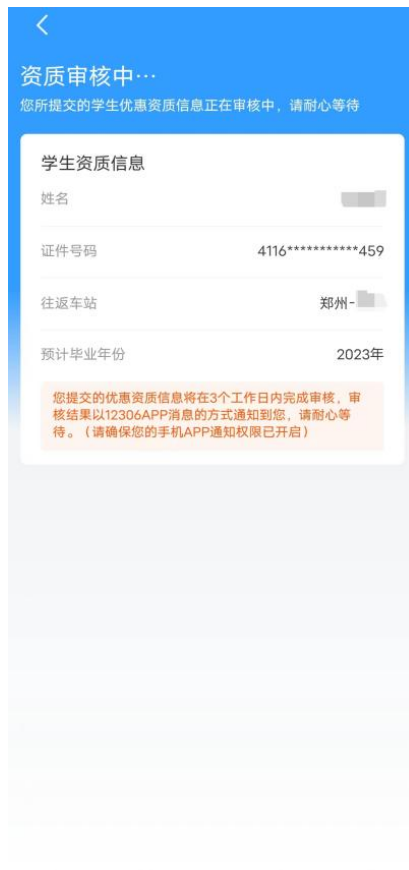 资质审核中…
您所提交的学生优惠资质信息正在审核中，请耐心等待
学生资质信息
姓名
证件号码 4116***********459
往返车站 郑州-
预计毕业年份 2023年
您提交的优惠资质信息将在3个工作日内完成审核，审
核结果以12306APP消息的方式通知到您，请耐心等
待。（请确保您的手机APP通知权限已开启）